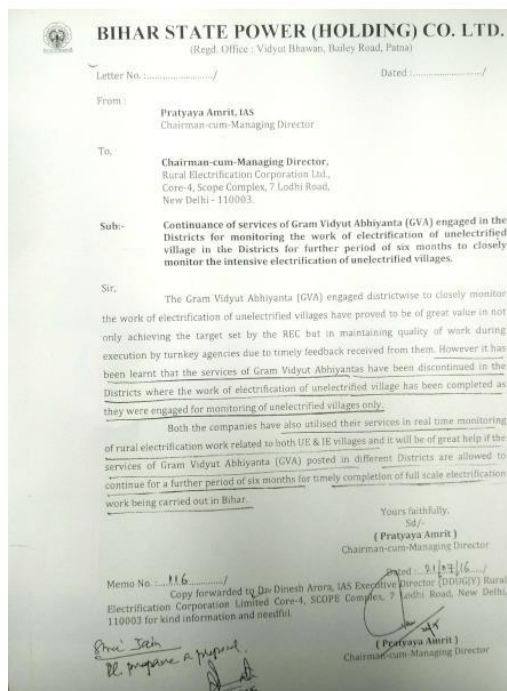 BIHAR STATE POWER (HOLDING) CO. LTD.
(Regd. Office : Vidyut Bhawan, Bailey Road, Patna)
Letter No. :......................../
Dated :........................./
From :
Pratyaya Amrit, IAS
Chairman-cum-Managing Director
To,
Chairman-cum-Managing Director,
Rural Electrification Corporation Ltd.,
Core-4, Scope Complex, 7 Lodhi Road,
New Delhi - 110003.
Sub:- Continuance of services of Gram Vidyut Abhiyanta (GVA) engaged in the
Districts for monitoring the work of electrification of unelectrified
village in the Districts for further period of six months to closely
monitor the intensive electrification of unelectrified villages.
Sir,
The Gram Vidyut Abhiyanta (GVA) engaged districtwise to closely monitor
the work of electrification of unelectrified villages have proved to be of great value in not
only achieving the target set by the REC but in maintaining quality of work during
execution by turnkey agencies due to timely feedback received from them. However it has
been learnt that the services of Gram Vidyut Abhiyantas have been discontinued in the
Districts where the work of electrification of unelectrified village has been completed as
they were engaged for monitoring of unelectrified villages only.
Both the companies have also utilised their services in real time monitoring
of rural electrification work related to both UE & IE villages and it will be of great help if the
services of Gram Vidyut Abhiyanta (GVA) posted in different Districts are allowed to
continue for a further period of six months for timely completion of full scale electrification
work being carried out in Bihar.
Yours faithfully,
Sd/-
( Pratyaya Amrit )
Chairman-cum-Managing Director
Memo No :....116............/
Dated : 21/07/16....../
Copy forwarded to Dinesh Arora, IAS Executive Director (DDUGJY) Rural
Electrification Corporation Limited Core-4, SCOPE Complex, 7 Lodhi Road, New Delhi,
110003 for kind information and needful.
( Pratyaya Amrit )
Chairman-cum-Managing Director
Shri Jain
Pl. prepare a proposal.